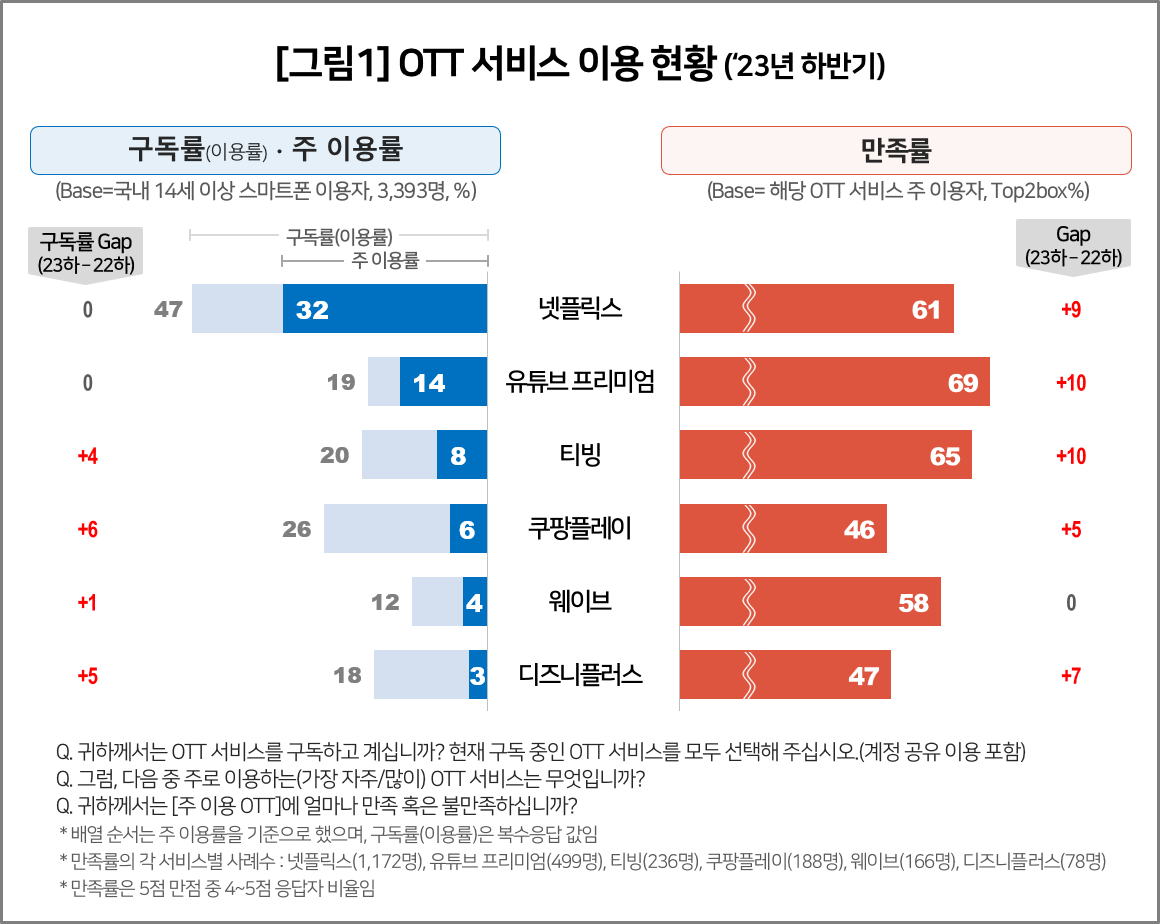 [그림1] OTT 서비스 이용 현황 (‘23년 하반기)
구독률(이용률) · 주 이용률
만족률
(Base=국내 14세 이상 스마트폰 이용자, 3,393명, %)
(Base= 해당 OTT 서비스 주 이용자, Top2box%)
구독률 Gap
(23하 – 22하)
구독률(이용률)
주 이용률
Gap
(23하 – 22하)
0 47 32 넷플릭스 61 +9
0 19 14 유튜브 프리미엄 69 +10
+4 20 8 티빙 65 +10
+6 26 6 쿠팡플레이 46 +5
+1 12 4 웨이브 58 0
+5 18 3 디즈니플러스 47 +7
Q. 귀하께서는 OTT 서비스를 구독하고 계십니까? 현재 구독 중인 OTT 서비스를 모두 선택해 주십시오.(계정 공유 이용 포함)
Q. 그럼, 다음 중 주로 이용하는(가장 자주/많이) OTT 서비스는 무엇입니까?
Q. 귀하께서는 [주 이용 OTT]에 얼마나 만족 혹은 불만족하십니까?
* 배열 순서는 주 이용률을 기준으로 했으며, 구독률(이용률)은 복수응답 값임
* 만족률의 각 서비스별 사례수 : 넷플릭스(1,172명), 유튜브 프리미엄(499명), 티빙(236명), 쿠팡플레이(188명), 웨이브(166명), 디즈니플러스(78명)
* 만족률은 5점 만점 중 4~5점 응답자 비율임